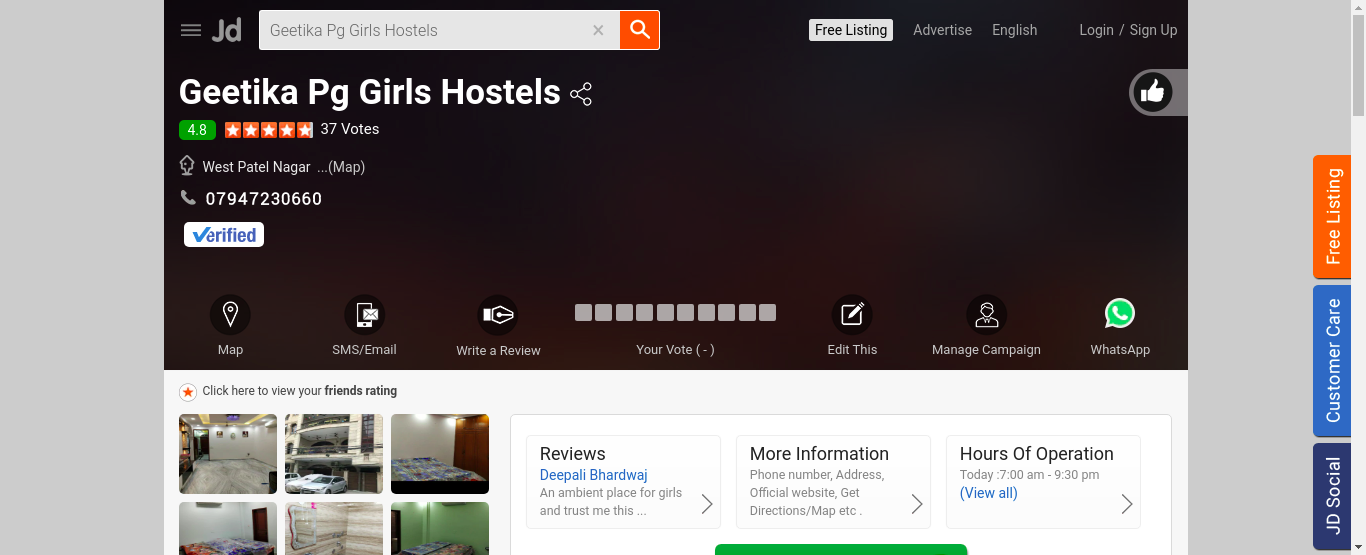 Jd
Geetika Pg Girls Hostels
Free Listing
Advertise
English
Login / Sign Up
Geetika Pg Girls Hostels
4.8
37 Votes
West Patel Nagar ...(Map)
07947230660
Verified
Map
SMS/Email
Write a Review
Your Vote ( - )
Edit This
Manage Campaign
WhatsApp
Click here to view your friends rating
Reviews
Deepali Bhardwaj
An ambient place for girls
and trust me this ...
More Information
Phone number, Address,
Official website, Get
Directions/Map etc .
Hours Of Operation
Today :7:00 am - 9:30 pm
(View all)
Free Listing
Customer Care
JD Social